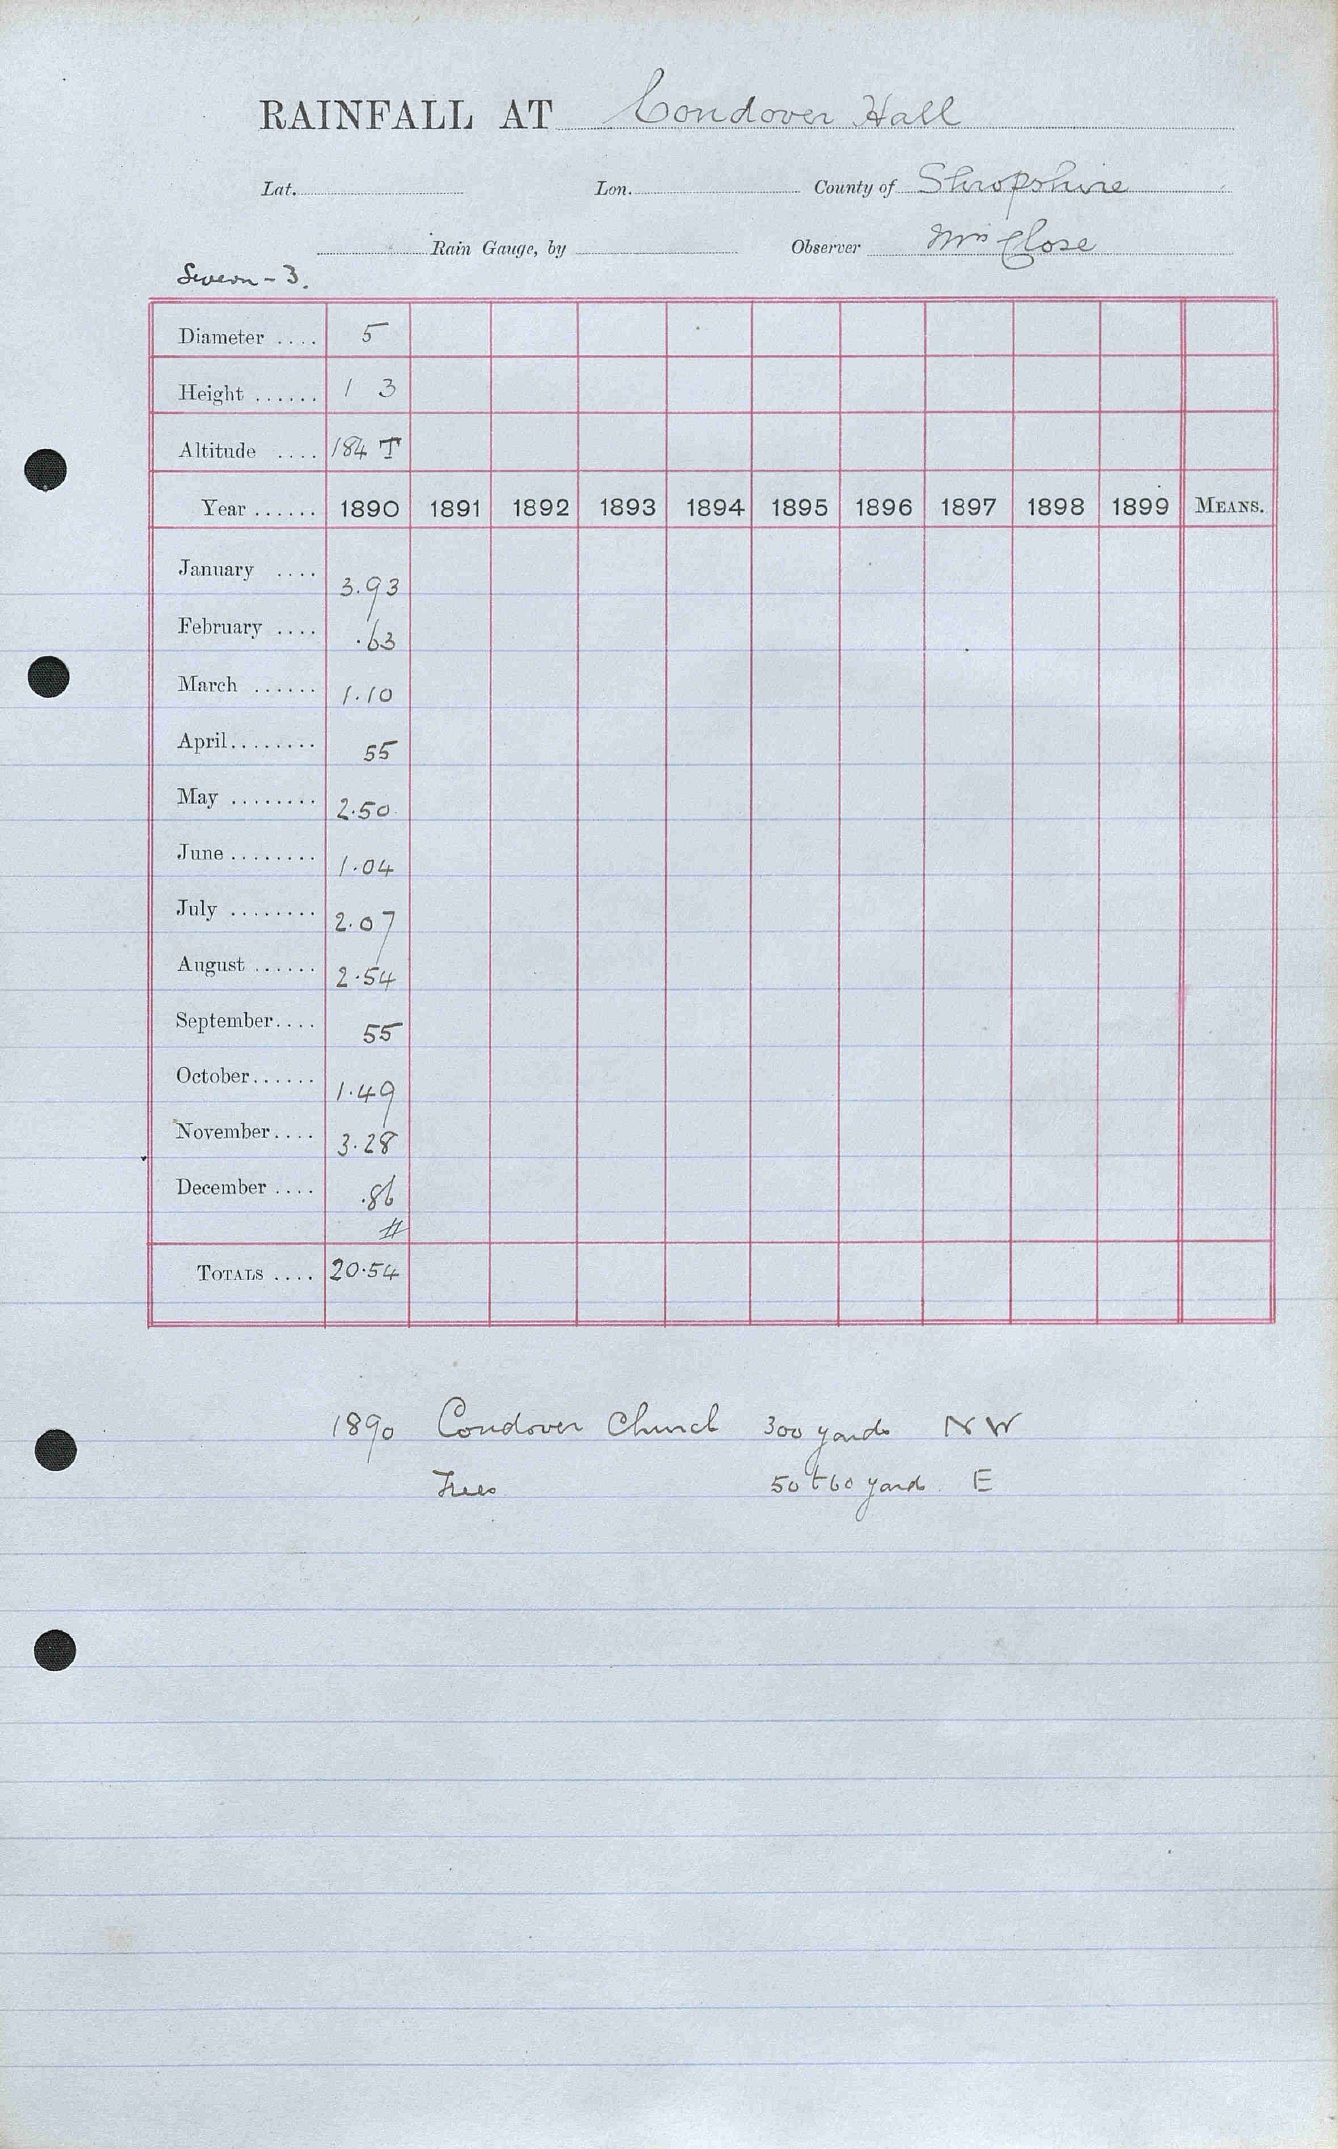 RAINFALL AT Condover Hall
Lat. Lon. County of Shropshire
Rain Gauge, by Observer Mrs Close
Severn - 3.
Diameter .... 5
Height ...... 1 3
Altitude .... 184 T
Year ...... 1890 1891 1892 1893 1894 1895 1896 1897 1898 1899 MEANS.
January .... 3.93
February .... .63
March ...... 1.10
April........ 55
May ........ 2.50
June ........ 1.04
July ........ 2.07
August ...... 2.54
September.... 55
October...... 1.49
November.... 3.28
December .... .86
#
TOTALS .... 20.54
1890 Condover Church 300 yards NW
Trees 50 to 60 yards E